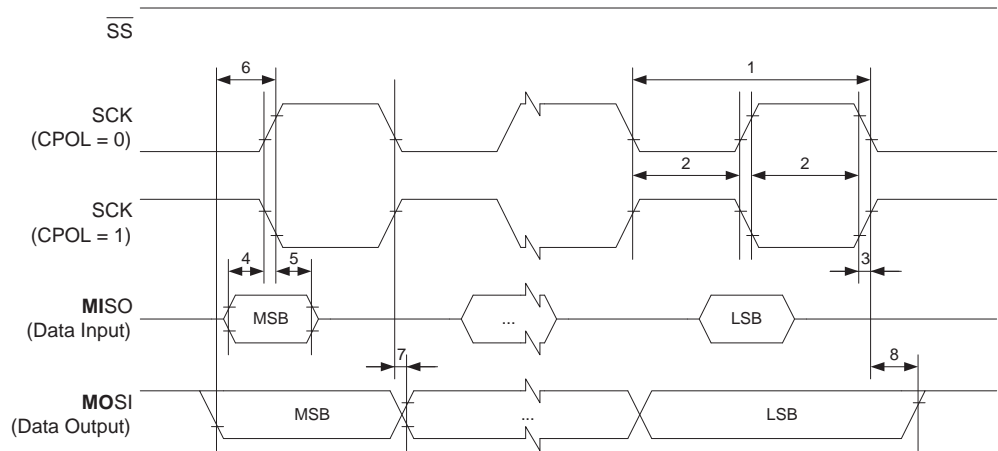 SS
6
1
SCK
(CPOL = 0)
2
2
SCK
(CPOL = 1)
4
5
3
MISO
(Data Input)
MSB
...
LSB
7
8
MOSI
(Data Output)
MSB
...
LSB